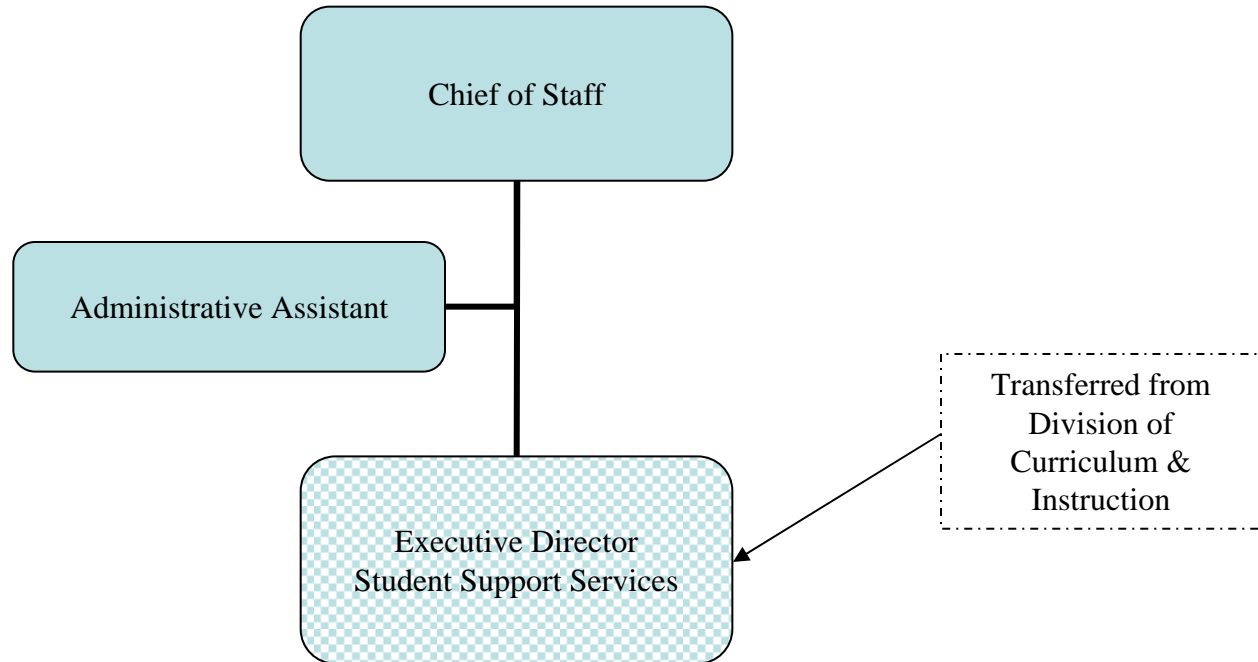 Chief of Staff
Administrative Assistant
Transferred from
Division of
Curriculum &
Instruction
Executive Director
Student Support Services